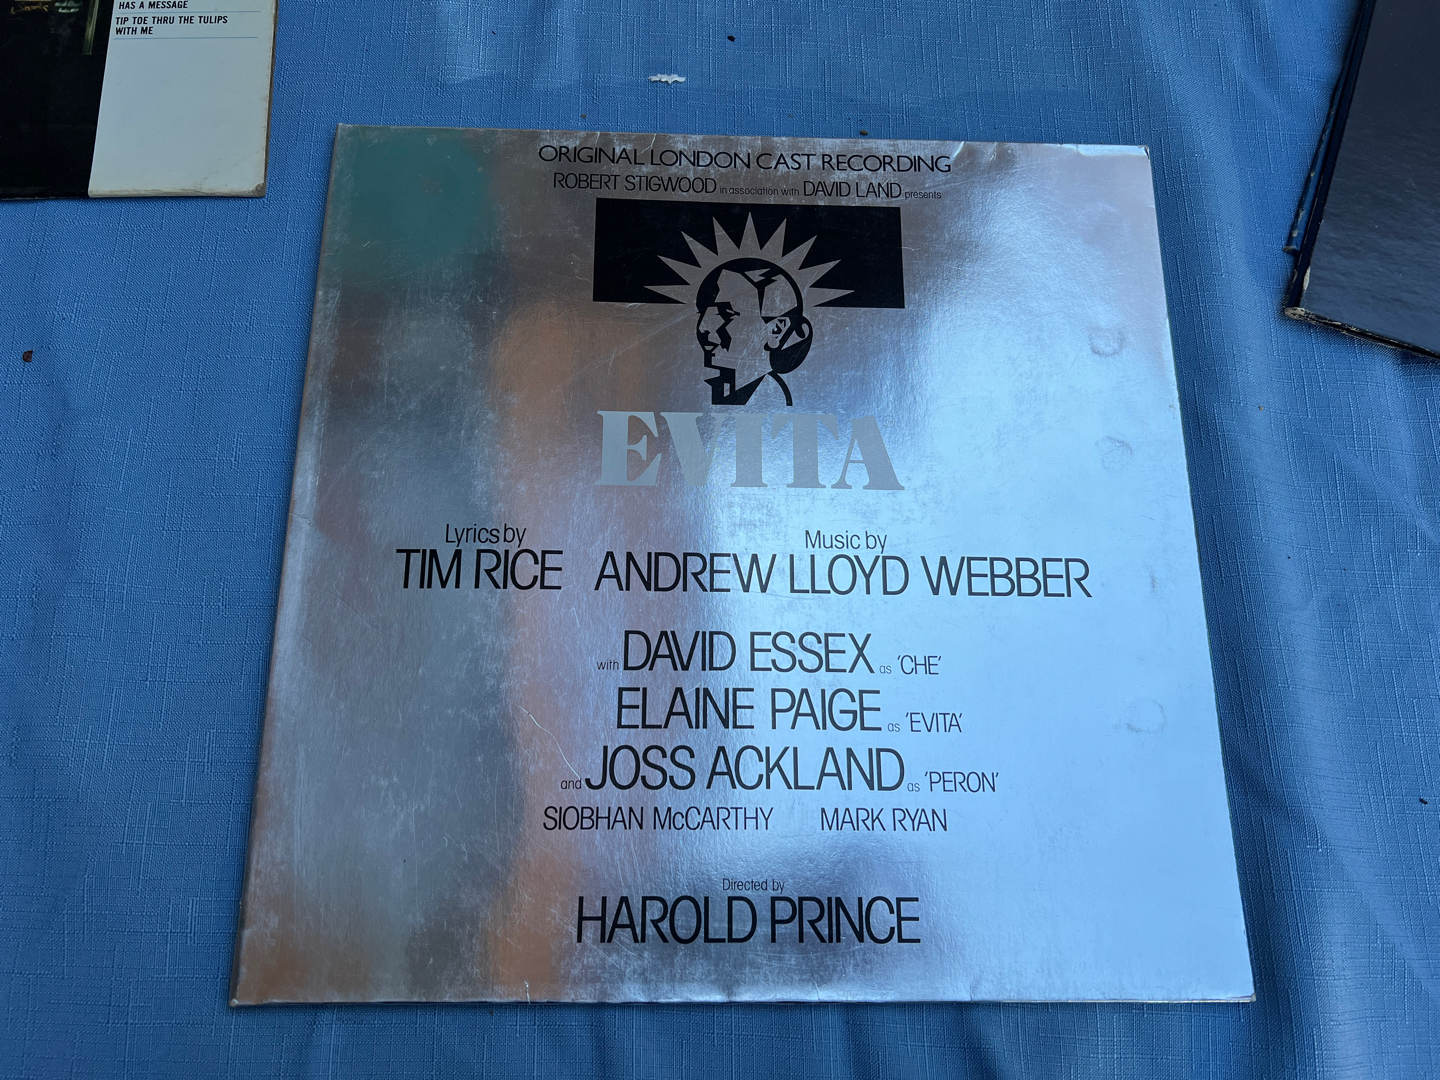 HAS A MESSAGE
TIP TOE THRU THE TULIPS
WITH ME
ORIGINAL LONDON CAST RECORDING
ROBERT STIGWOOD in association with DAVID LAND presents
EVITA
Lyrics by
TIM RICE
Music by
ANDREW LLOYD WEBBER
with DAVID ESSEX as 'CHE'
ELAINE PAIGE as 'EVITA'
and JOSS ACKLAND as 'PERON'
SIOBHAN McCARTHY MARK RYAN
Directed by
HAROLD PRINCE